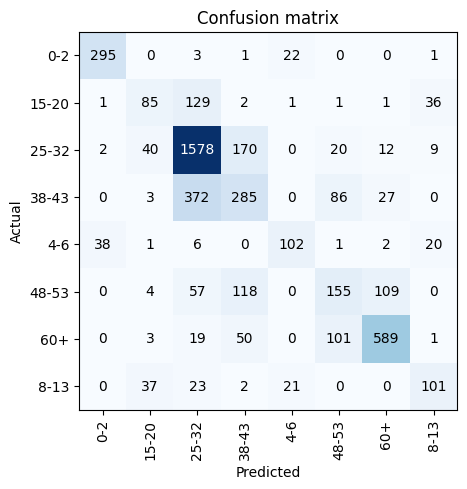 Confusion matrix
0-2 295 0 3 1 22 0 0 1
15-20 1 85 129 2 1 1 1 36
25-32 2 40 1578 170 0 20 12 9
38-43 0 3 372 285 0 86 27 0
4-6 38 1 6 0 102 1 2 20
48-53 0 4 57 118 0 155 109 0
60+ 0 3 19 50 0 101 589 1
8-13 0 37 23 2 21 0 0 101
Actual
0-2 15-20 25-32 38-43 4-6 48-53 60+ 8-13
Predicted